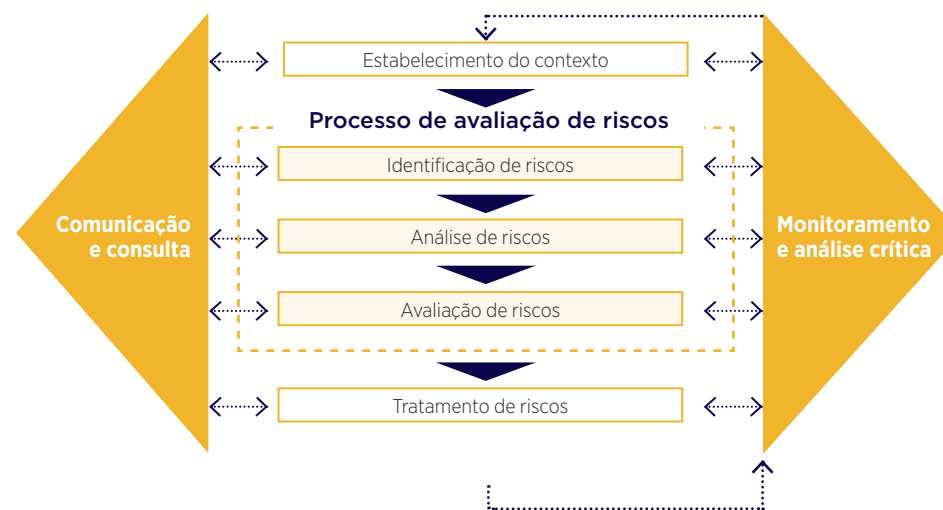 Estabelecimento do contexto
Processo de avaliação de riscos
Identificação de riscos
Comunicação
e consulta
Análise de riscos
Monitoramento
e análise crítica
Avaliação de riscos
Tratamento de riscos